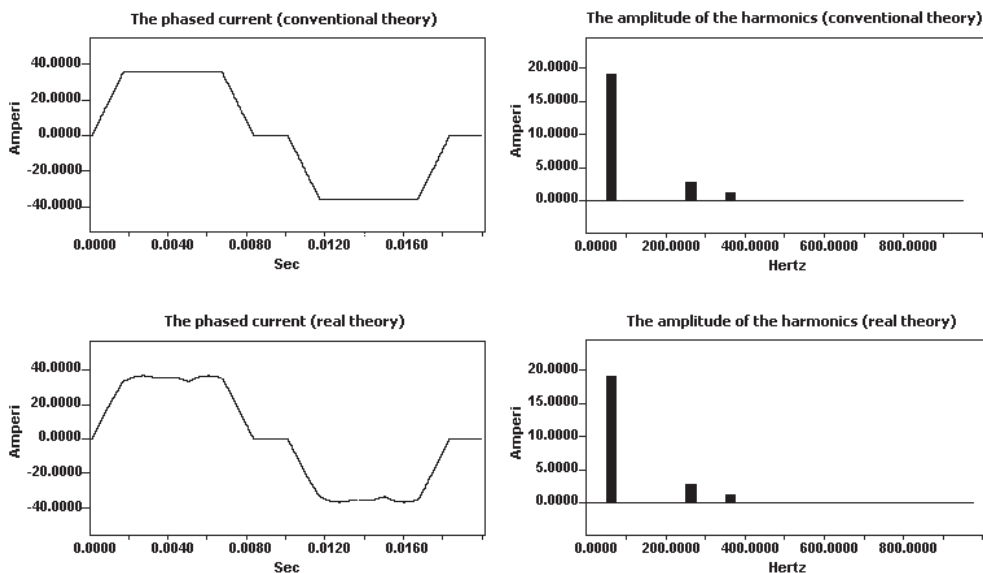 The phased current (conventional theory)
Amperi
40.0000
20.0000
0.0000
-20.0000
-40.0000
0.0000 0.0040 0.0080 0.0120 0.0160
Sec
The amplitude of the harmonics (conventional theory)
Amperi
20.0000
15.0000
10.0000
5.0000
0.0000
0.0000 200.0000 400.0000 600.0000 800.0000
Hertz
The phased current (real theory)
Amperi
40.0000
20.0000
0.0000
-20.0000
-40.0000
0.0000 0.0040 0.0080 0.0120 0.0160
Sec
The amplitude of the harmonics (real theory)
Amperi
20.0000
15.0000
10.0000
5.0000
0.0000
0.0000 200.0000 400.0000 600.0000 800.0000
Hertz